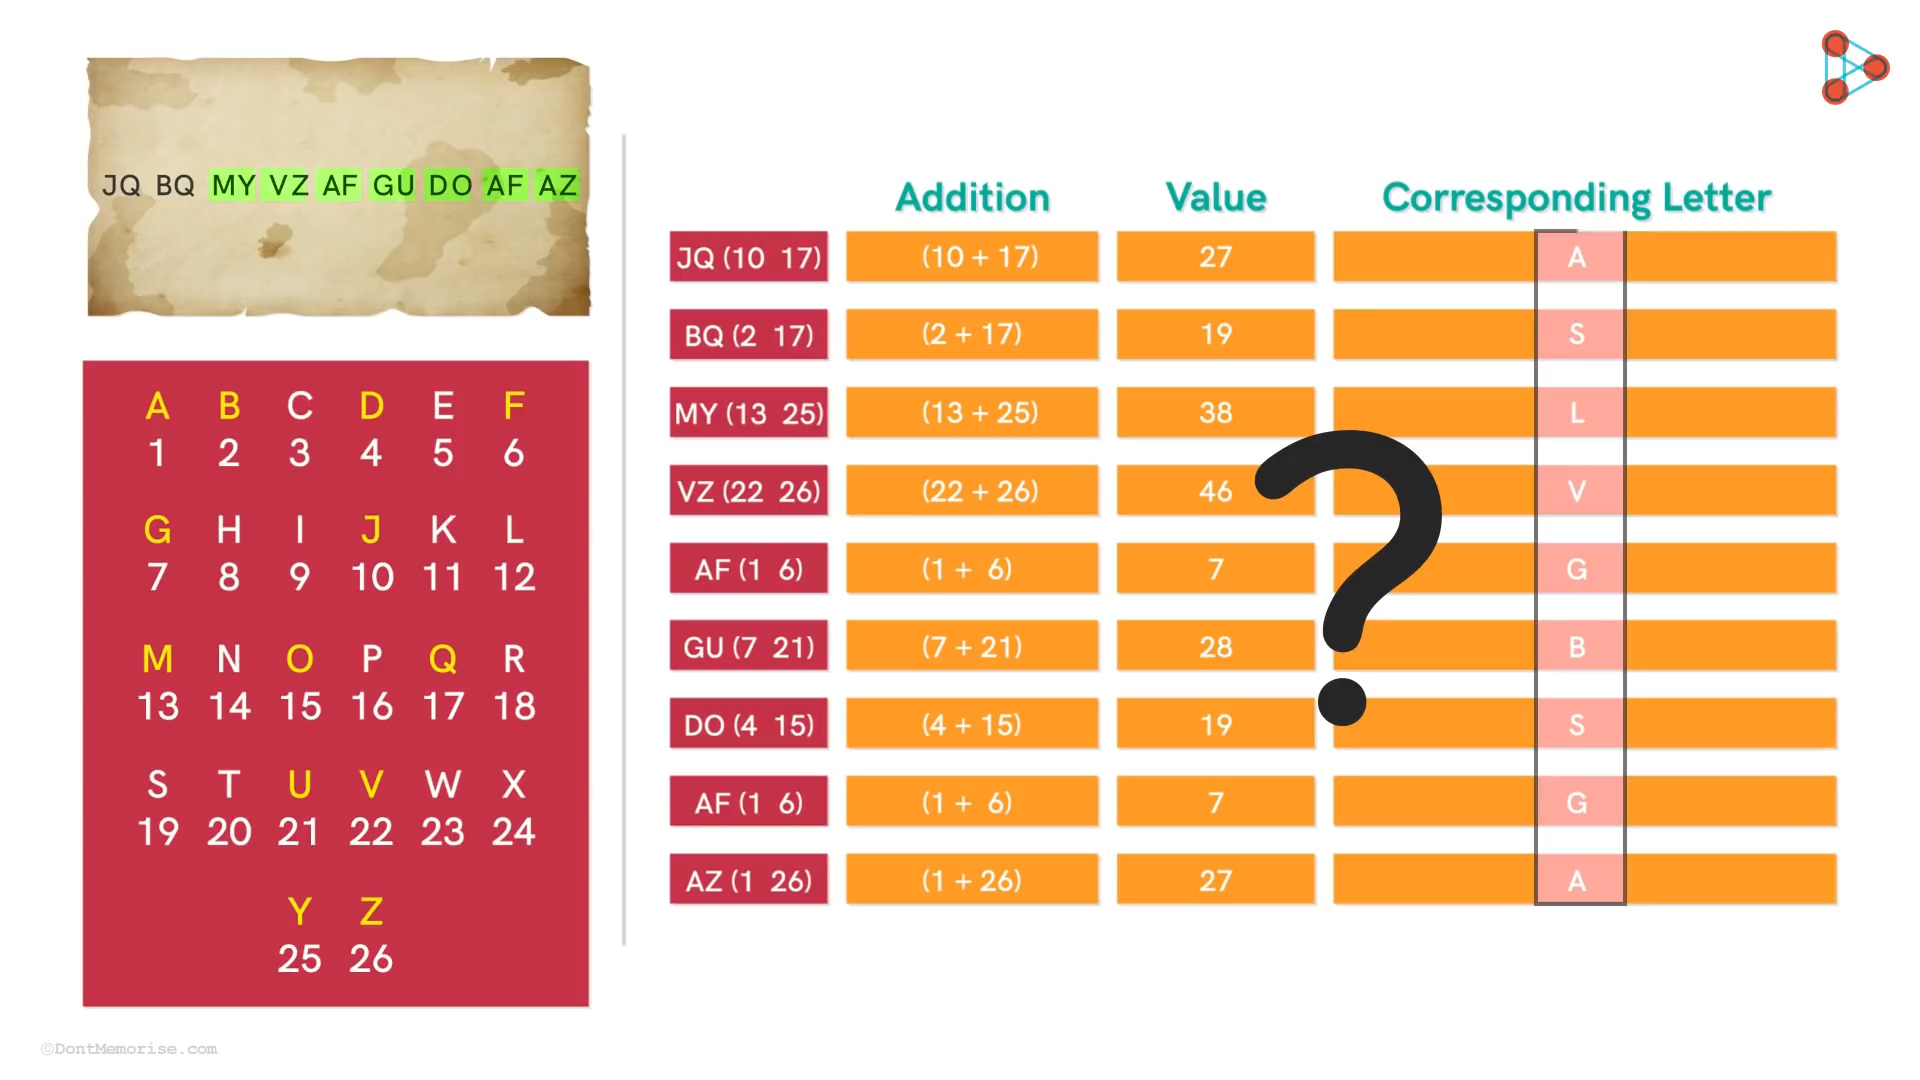 JQ BQ MY VZ AF GU DO AF AZ
A B C D E F
1 2 3 4 5 6
G H I J K L
7 8 9 10 11 12
M N O P Q R
13 14 15 16 17 18
S T U V W X
19 20 21 22 23 24
Y Z
25 26
Addition Value Corresponding Letter
JQ (10 17) (10 + 17) 27 A
BQ (2 17) (2 + 17) 19 S
MY (13 25) (13 + 25) 38 L
VZ (22 26) (22 + 26) 46 V
AF (1 6) (1 + 6) 7 G
GU (7 21) (7 + 21) 28 B
DO (4 15) (4 + 15) 19 S
AF (1 6) (1 + 6) 7 G
AZ (1 26) (1 + 26) 27 A
?
©DontMemorise.com